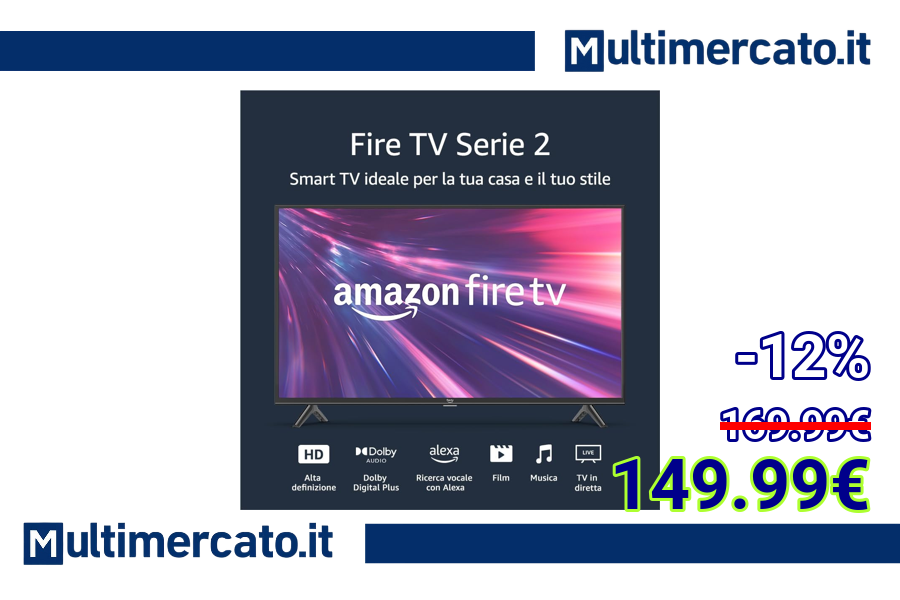 Multimercato.it
Fire TV Serie 2
Smart TV ideale per la tua casa e il tuo stile
amazon fire tv
-12%
169.99€
149.99€
HD
Dolby
AUDIO
alexa
LIVE
Alta
definizione
Dolby
Digital Plus
Ricerca vocale
con Alexa
Film
Musica
TV in
diretta
Multimercato.it